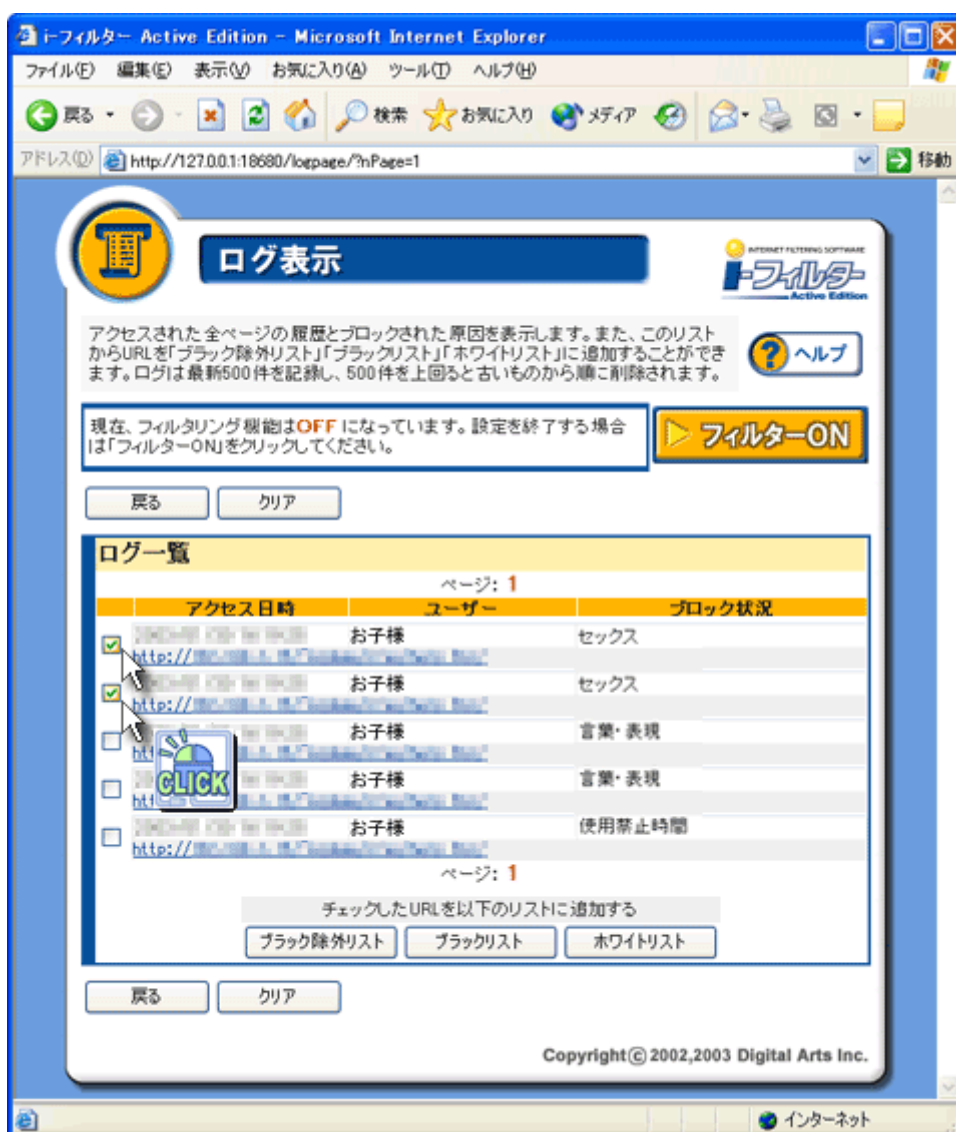 i-フィルター Active Edition - Microsoft Internet Explorer
ファイル(F) 編集(E) 表示(V) お気に入り(A) ツール(T) ヘルプ(H)
戻る 検索 お気に入り メディア
アドレス(D) http://127.0.0.1:18680/logpage/?nPage=1 移動
ログ表示
INTERNET FILTERING SOFTWARE
i-フィルター
Active Edition
アクセスされた全ページの履歴とブロックされた原因を表示します。また、このリスト
からURLを「ブラック除外リスト」「ブラックリスト」「ホワイトリスト」に追加することができ
ます。ログは最新500件を記録し、500件を上回ると古いものから順に削除されます。
ヘルプ
現在、フィルタリング機能はOFFになっています。設定を終了する場合
は「フィルターON」をクリックしてください。
フィルターON
戻る クリア
ログ一覧
ページ: 1
アクセス日時 ユーザー ブロック状況
お子様 セックス
http://
お子様 セックス
http://
お子様 言葉・表現
お子様 言葉・表現
CLICK
お子様 使用禁止時間
http://
ページ: 1
チェックしたURLを以下のリストに追加する
ブラック除外リスト ブラックリスト ホワイトリスト
戻る クリア
Copyright© 2002,2003 Digital Arts Inc.
インターネット